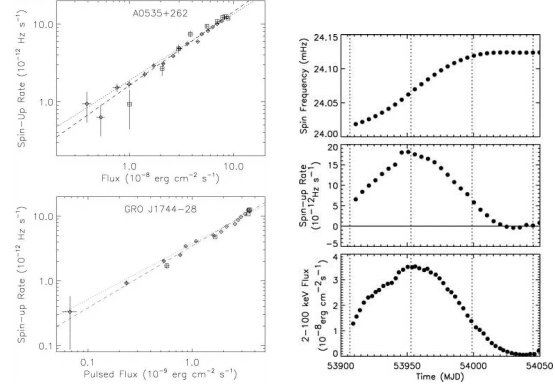 A0535+262
Spin-Up Rate (10⁻¹² Hz s⁻¹)
10.0
1.0
1.0
10.0
Flux (10⁻⁸ erg cm⁻² s⁻¹)
GRO J1744-28
Spin-up Rate (10⁻¹² Hz s⁻¹)
10.0
1.0
0.1
0.1
1.0
Pulsed Flux (10⁻⁹ erg cm⁻² s⁻¹)
Spin Frequency (mHz)
24.15
24.10
24.05
24.00
Spin-up Rate
(10⁻¹²Hz s⁻¹)
20
15
10
5
0
-5
2-100 keV Flux
(10⁻⁸erg cm⁻²s⁻¹)
4
3
2
1
0
53900
53950
54000
54050
Time (MJD)